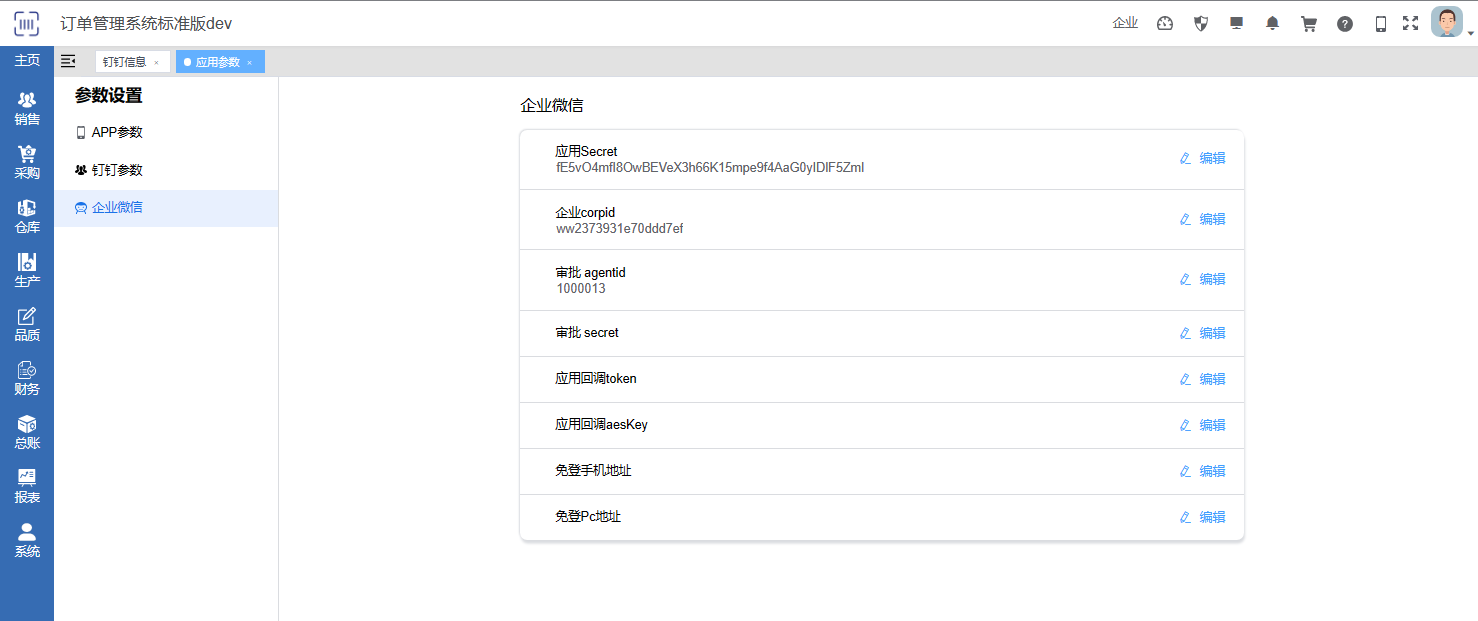 订单管理系统标准版dev
企业
主页
销售
采购
仓库
生产
品质
财务
总账
报表
系统
钉钉信息 ×
应用参数 ×
参数设置
APP参数
钉钉参数
企业微信
企业微信
应用Secret
fE5vO4mfl8OwBEVeX3h66K15mpe9f4AaG0yIDIF5ZmI
编辑
企业corpid
ww2373931e70ddd7ef
编辑
审批 agentid
1000013
编辑
审批 secret
编辑
应用回调token
编辑
应用回调aesKey
编辑
免登手机地址
编辑
免登Pc地址
编辑